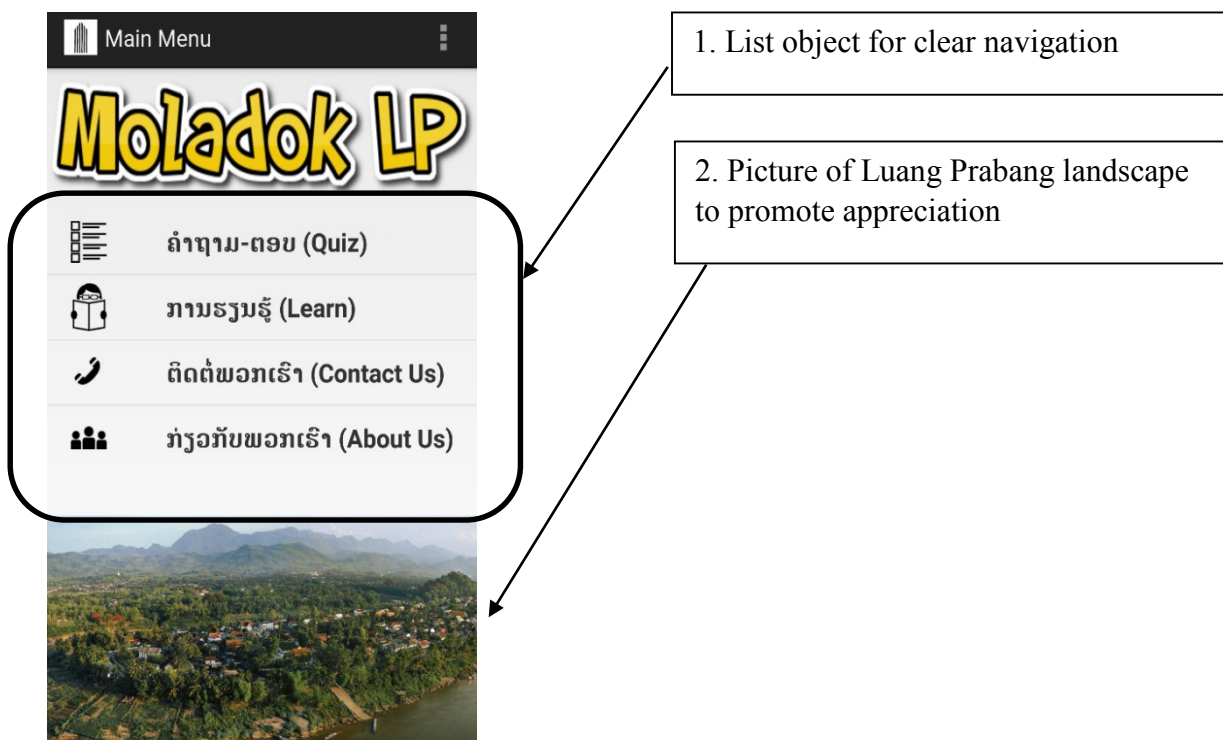 Main Menu
Moladok LP
ຄຳຖາມ-ຕອບ (Quiz)
ການຮຽນຮູ້ (Learn)
ຕິດຕໍ່ພວກເຮົາ (Contact Us)
ກ່ຽວກັບພວກເຮົາ (About Us)
1. List object for clear navigation
2. Picture of Luang Prabang landscape
to promote appreciation